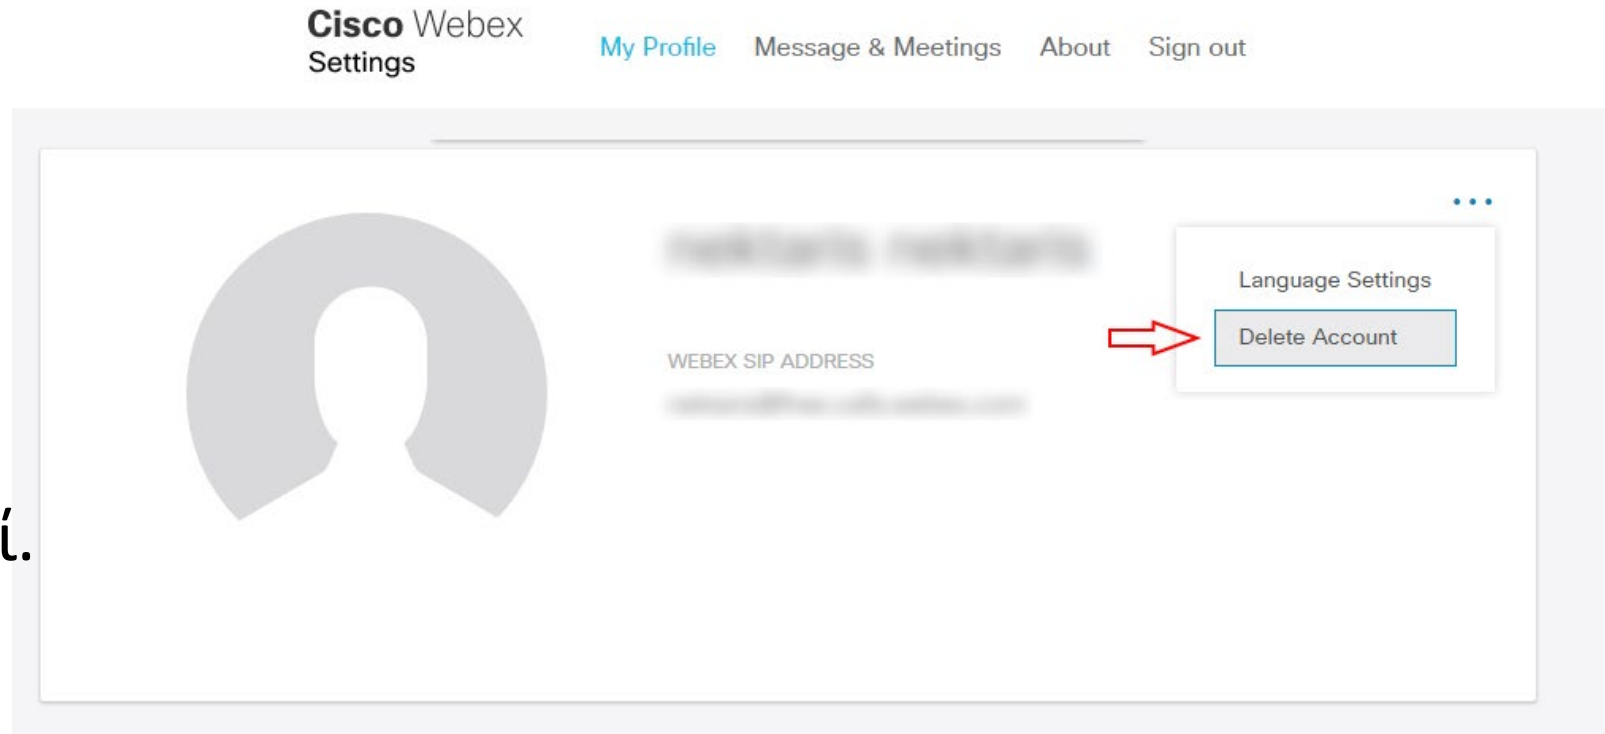 Cisco Webex
Settings
My Profile Message & Meetings About Sign out
Language Settings
Delete Account
WEBEX SIP ADDRESS
ί.